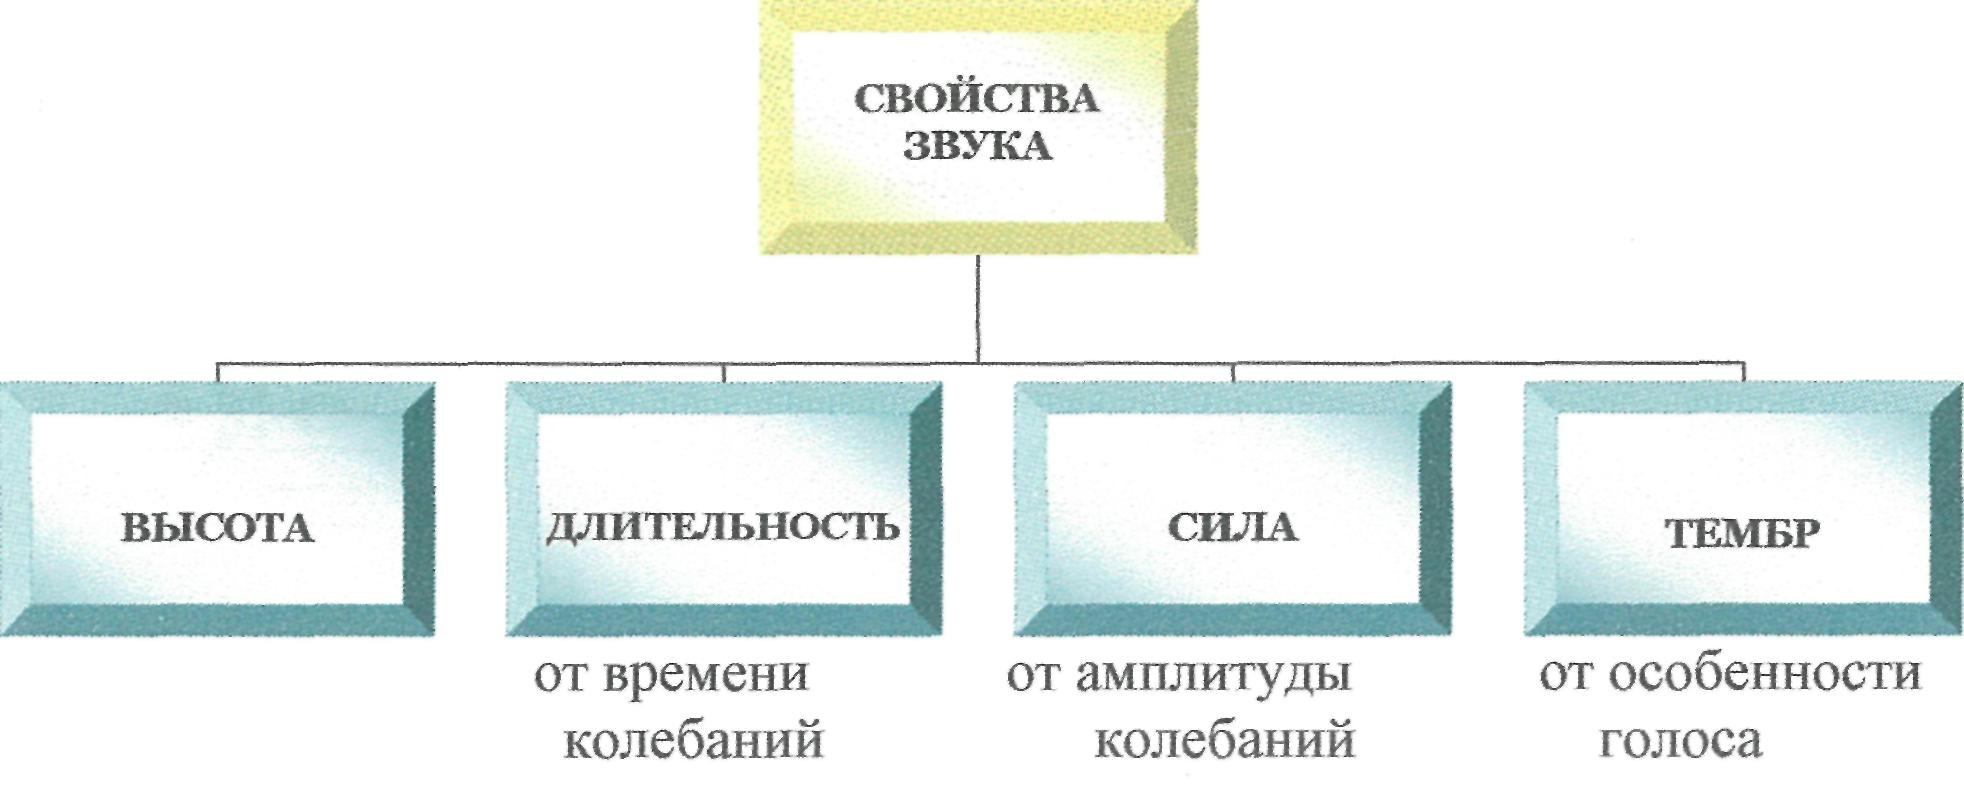 СВОЙСТВА
ЗВУКА
ВЫСОТА
ДЛИТЕЛЬНОСТЬ
СИЛА
ТЕМБР
от времени
колебаний
от амплитуды
колебаний
от особенности
голоса